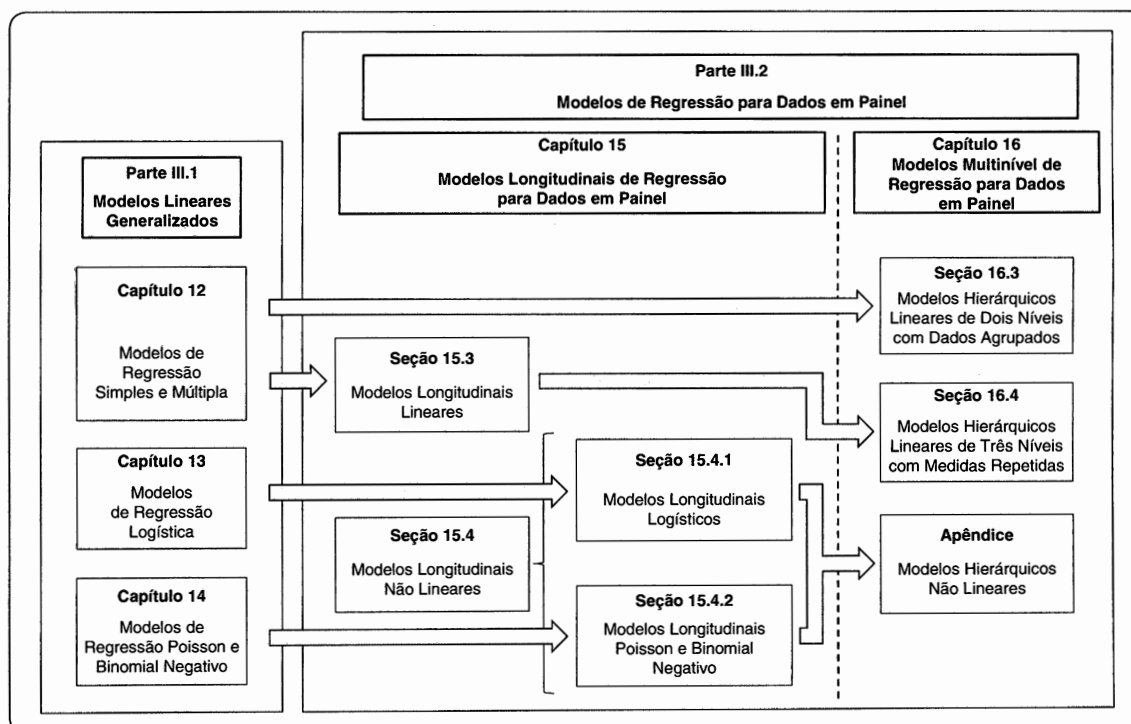 Parte III.2
Modelos de Regressão para Dados em Painel
Parte III.1
Modelos Lineares
Generalizados
Capítulo 15
Modelos Longitudinais de Regressão
para Dados em Painel
Capítulo 16
Modelos Multinível de
Regressão para Dados
em Painel
Capítulo 12
Modelos de
Regressão
Simples e Múltipla
Seção 16.3
Modelos Hierárquicos
Lineares de Dois Níveis
com Dados Agrupados
Seção 15.3
Modelos Longitudinais
Lineares
Seção 16.4
Modelos Hierárquicos
Lineares de Três Níveis
com Medidas Repetidas
Capítulo 13
Modelos
de Regressão
Logística
Seção 15.4.1
Modelos Longitudinais
Logísticos
Seção 15.4
Modelos Longitudinais
Não Lineares
Apêndice
Modelos Hierárquicos
Não Lineares
Capítulo 14
Modelos de
Regressão Poisson e
Binomial Negativo
Seção 15.4.2
Modelos Longitudinais
Poisson e Binomial
Negativo